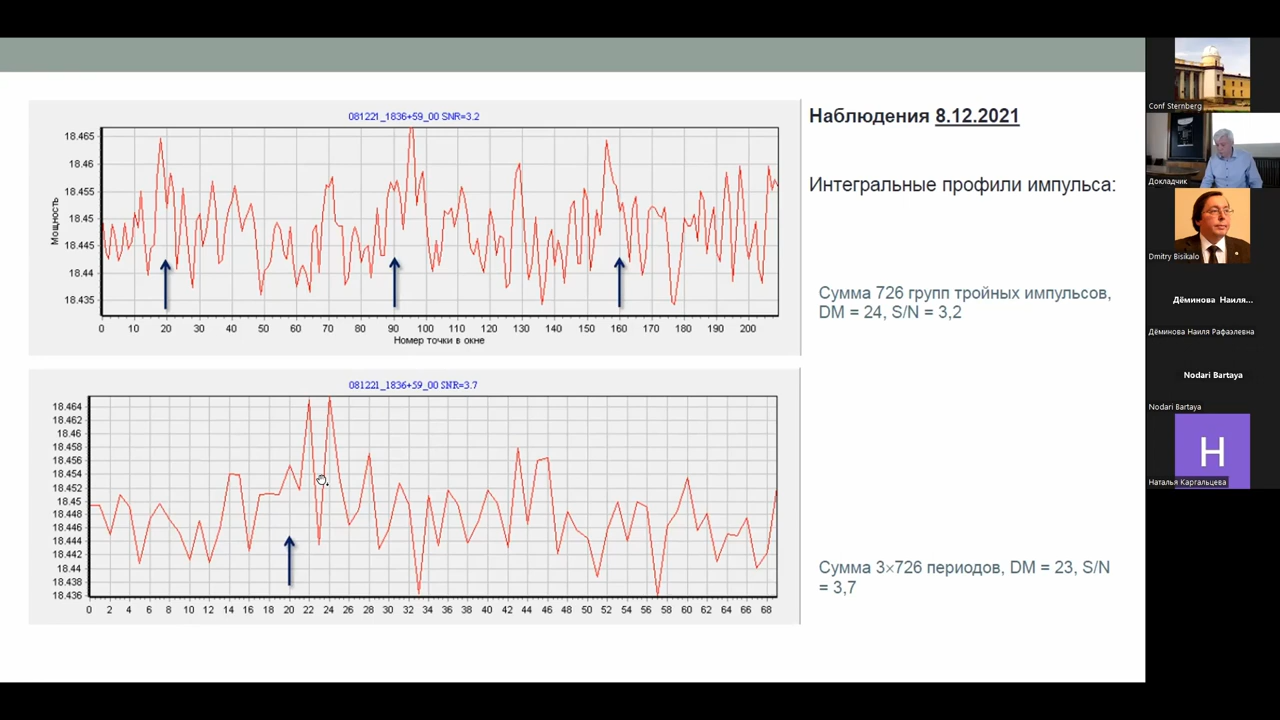 081221_1836+59_00 SNR=3.2
18.465
18.46
18.455
18.45
18.445
18.44
18.435
Мощность
0 10 20 30 40 50 60 70 80 90 100 110 120 130 140 150 160 170 180 190 200
Номер точки в окне
081221_1836+59_00 SNR=3.7
18.464
18.462
18.46
18.458
18.456
18.454
18.452
18.45
18.448
18.446
18.444
18.442
18.44
18.438
18.436
0 2 4 6 8 10 12 14 16 18 20 22 24 26 28 30 32 34 36 38 40 42 44 46 48 50 52 54 56 58 60 62 64 66 68
Наблюдения 8.12.2021
Интегральные профили импульса:
Сумма 726 групп тройных импульсов,
DM = 24, S/N = 3,2
Сумма 3×726 периодов, DM = 23, S/N
= 3,7
Conf Sternberg
Докладчик
Dmitry Bisikalo
Дёминова Наиля...
Дёминова Наиля Рафаэлевна
Nodari Bartaya
Nodari Bartaya
Н
Наталья Каргальцева